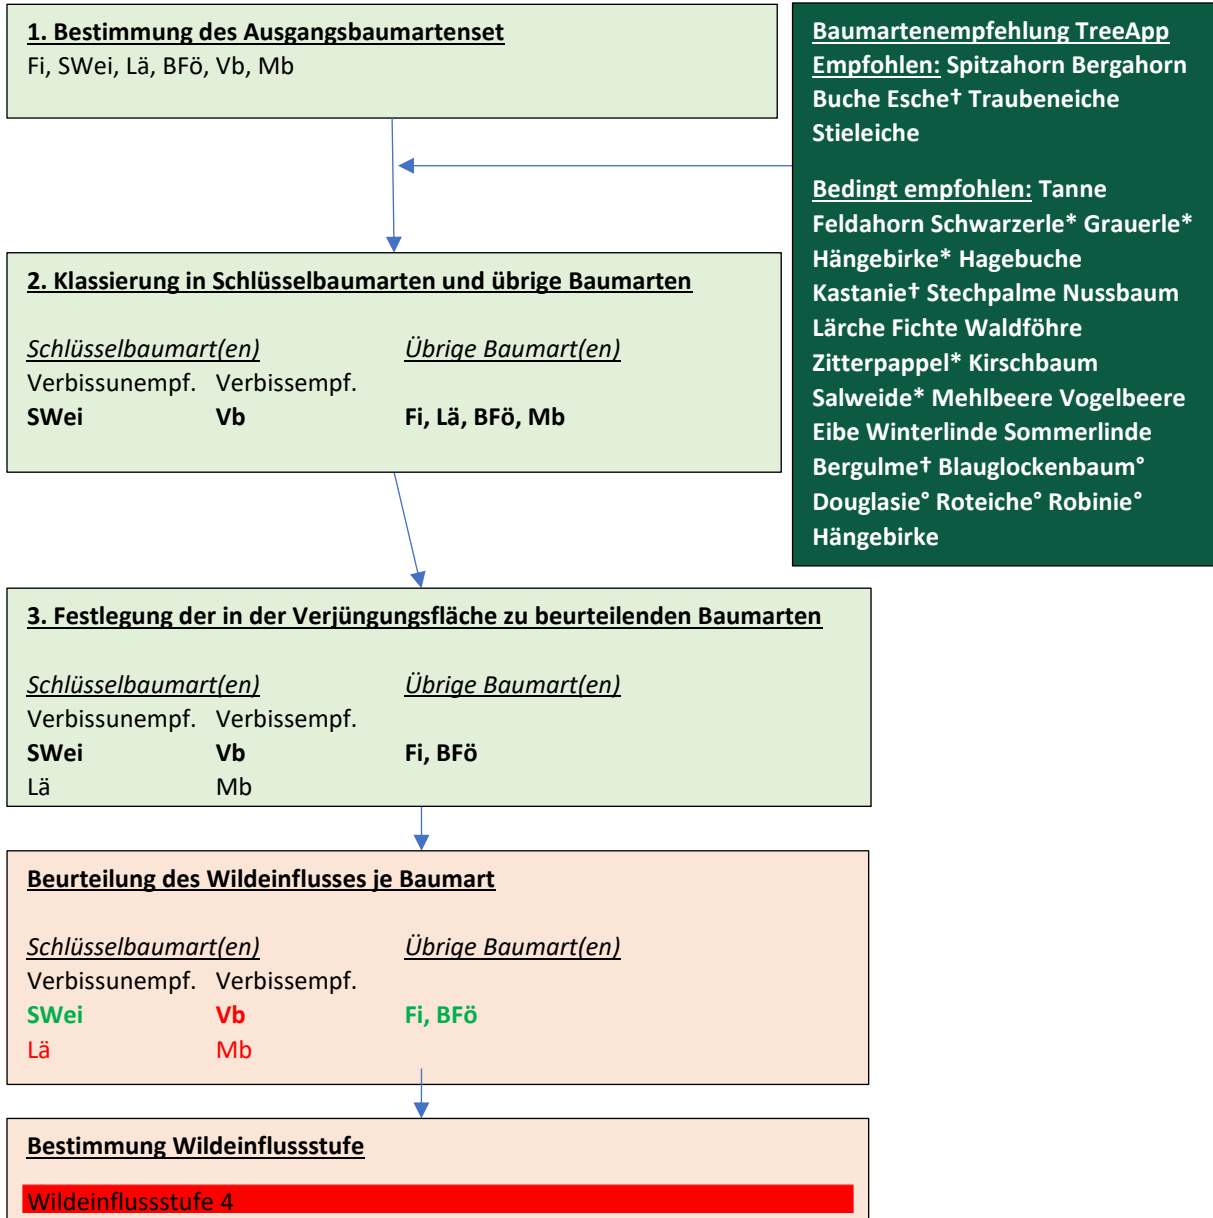 1. Bestimmung des Ausgangsbaumartenset
Fi, SWei, Lä, BFö, Vb, Mb
Baumartenempfehlung TreeApp
Empfohlen: Spitzahorn Bergahorn
Buche Esche† Traubeneiche
Stieleiche
Bedingt empfohlen: Tanne
Feldahorn Schwarzerle* Grauerle*
Hängebirke* Hagebuche
Kastanie† Stechpalme Nussbaum
Lärche Fichte Waldföhre
Zitterpappel* Kirschbaum
Salweide* Mehlbeere Vogelbeere
Eibe Winterlinde Sommerlinde
Bergulme† Blauglockenbaum°
Douglasie° Roteiche° Robinie°
Hängebirke
2. Klassierung in Schlüsselbaumarten und übrige Baumarten
Schlüsselbaumart(en) Übrige Baumart(en)
Verbissunempf. Verbissempf.
SWei Vb Fi, Lä, BFö, Mb
3. Festlegung der in der Verjüngungsfläche zu beurteilenden Baumarten
Schlüsselbaumart(en) Übrige Baumart(en)
Verbissunempf. Verbissempf.
SWei Vb Fi, BFö
Lä Mb
Beurteilung des Wildeinflusses je Baumart
Schlüsselbaumart(en) Übrige Baumart(en)
Verbissunempf. Verbissempf.
SWei Vb Fi, BFö
Lä Mb
Bestimmung Wildeinflussstufe
Wildeinflussstufe 4